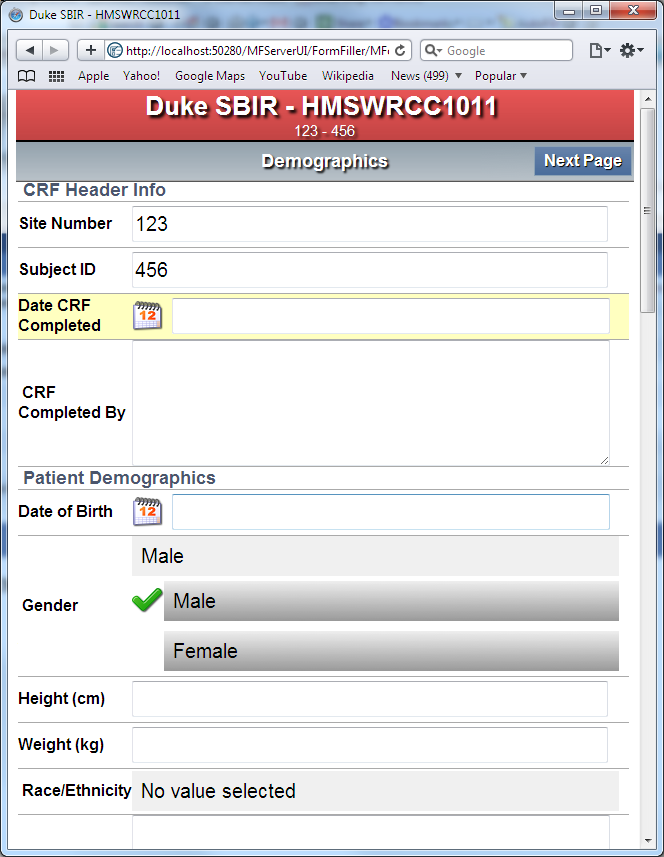 Duke SBIR - HMSWRCC1011
http://localhost:50280/MFServerUI/FormFiller/MF
Google
Apple Yahoo! Google Maps YouTube Wikipedia News (499) Popular
Duke SBIR - HMSWRCC1011
123 - 456
Demographics
Next Page
CRF Header Info
Site Number 123
Subject ID 456
Date CRF
Completed
12
CRF
Completed By
Patient Demographics
Date of Birth
12
Male
Gender
Male
Female
Height (cm)
Weight (kg)
Race/Ethnicity No value selected